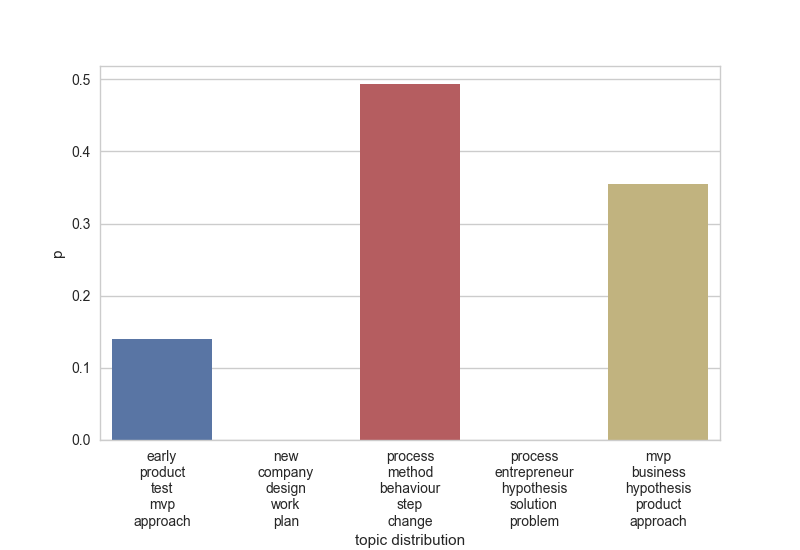 0.5
0.4
0.3
0.2
0.1
0.0
p
early product test mvp approach
new company design work plan
process method behaviour step change
process entrepreneur hypothesis solution problem
mvp business hypothesis product approach
topic distribution